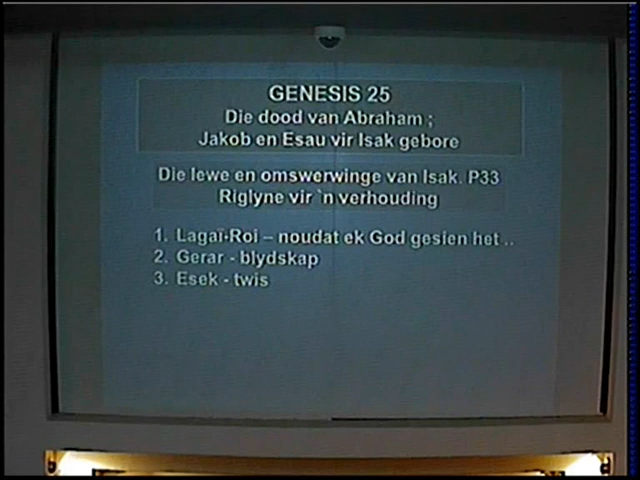 GENESIS 25
Die dood van Abraham ;
Jakob en Esau vir Isak gebore
Die lewe en omswerwinge van Isak. P33
Riglyne vir `n verhouding
1. Lagaï-Roi – noudat ek God gesien het ..
2. Gerar - blydskap
3. Esek - twis